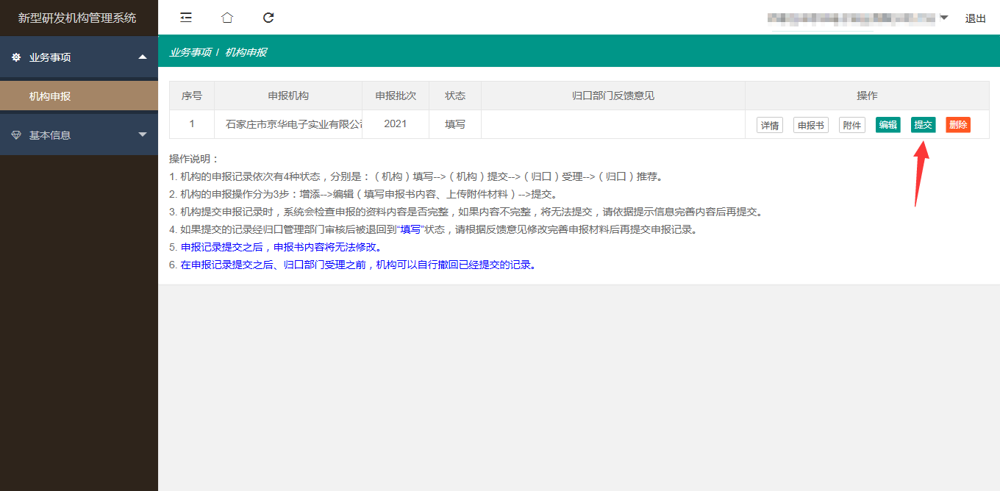 新型研发机构管理系统
退出
业务事项
业务事项 / 机构申报
机构申报
基本信息
序号 申报机构 申报批次 状态 归口部门反馈意见 操作
1 石家庄市京华电子实业有限公司 2021 填写 详情 申报书 附件 编辑 提交 删除
操作说明：
1. 机构的申报记录依次有4种状态，分别是：（机构）填写-->（机构）提交-->（归口）受理-->（归口）推荐。
2. 机构的申报操作分为3步：增添-->编辑（填写申报书内容、上传附件材料）-->提交。
3. 机构提交申报记录时，系统会检查申报的资料内容是否完整，如果内容不完整，将无法提交，请依据提示信息完善内容后再提交。
4. 如果提交的记录经归口管理部门审核后被退回到“填写”状态，请根据反馈意见修改完善申报材料后再提交申报记录。
5. 申报记录提交之后，申报书内容将无法修改。
6. 在申报记录提交之后、归口部门受理之前，机构可以自行撤回已经提交的记录。